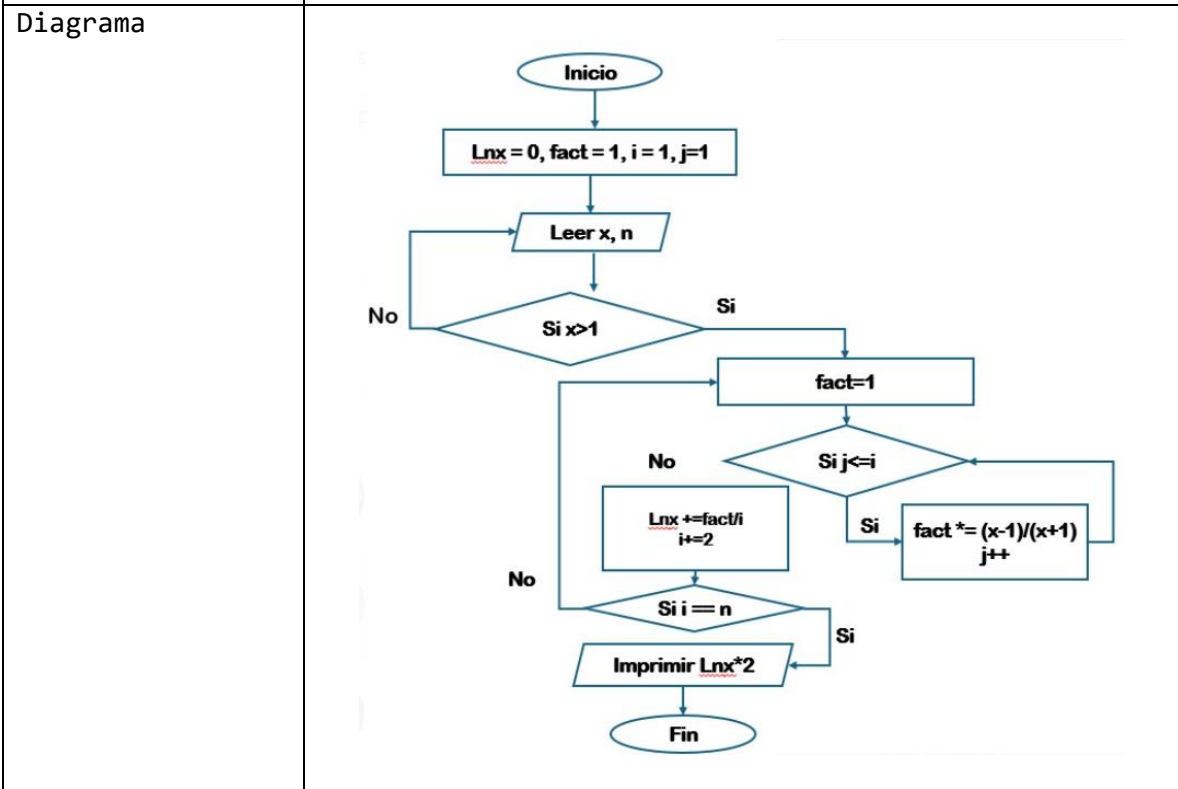 Diagrama
Inicio
Lnx = 0, fact = 1, i = 1, j=1
Leer x, n
No
Si x>1
Si
fact=1
No
Si j<=i
Lnx +=fact/i
i+=2
Si
fact *= (x-1)/(x+1)
j++
No
Si i == n
Si
Imprimir Lnx*2
Fin